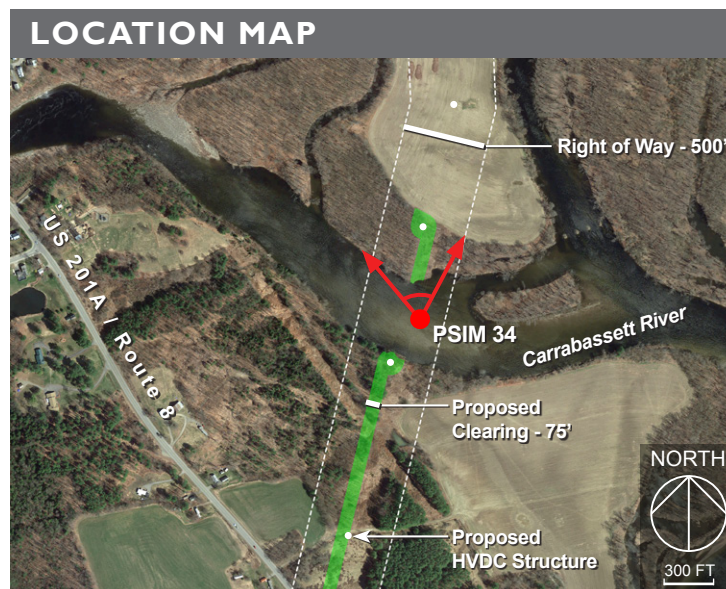 LOCATION MAP
Right of Way - 500'
US 201A / Route 8
PSIM 34
Carrabassett River
Proposed
Clearing - 75'
NORTH
Proposed
HVDC Structure
300 FT